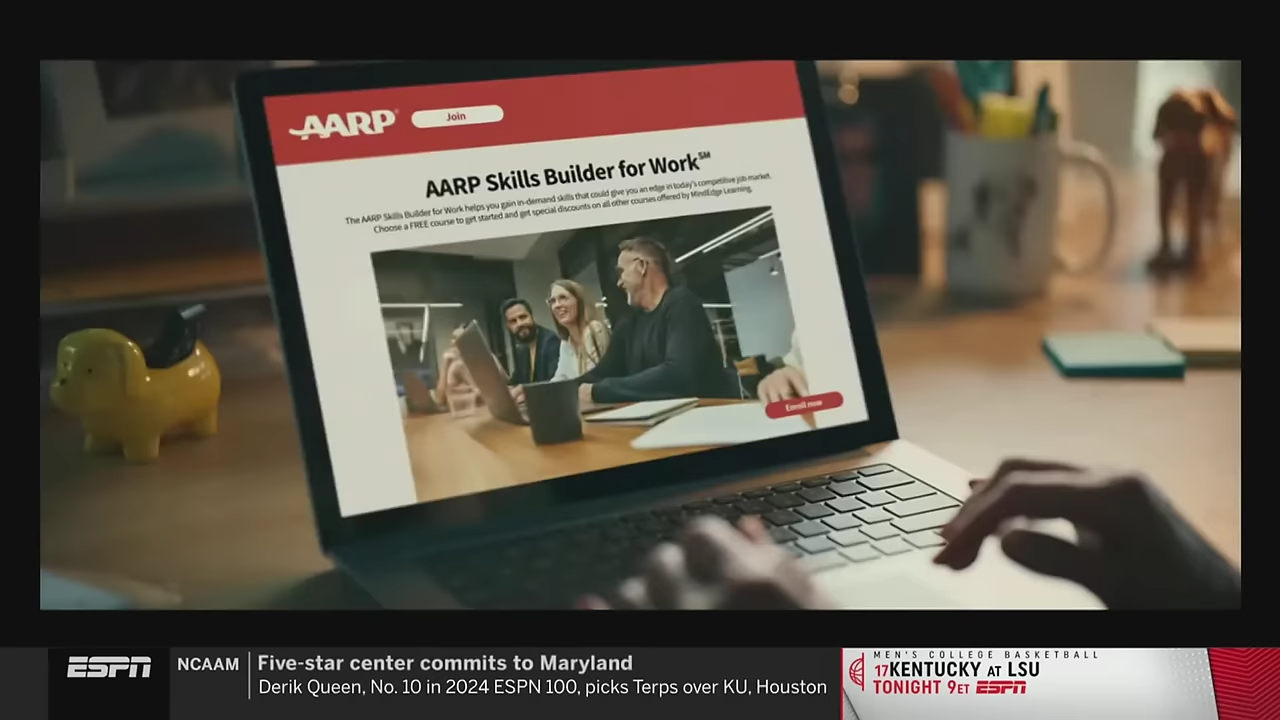 AARP® Join
AARP Skills Builder for Work℠
The AARP Skills Builder for Work helps you gain in-demand skills that could give you an edge in today's competitive job market.
Choose a FREE course to get started and get special discounts on all other courses offered by MindEdge Learning.
Enroll now
ESPN
NCAAM
Five-star center commits to Maryland
Derik Queen, No. 10 in 2024 ESPN 100, picks Terps over KU, Houston
MEN'S COLLEGE BASKETBALL
17KENTUCKY AT LSU
TONIGHT 9ET ESPN